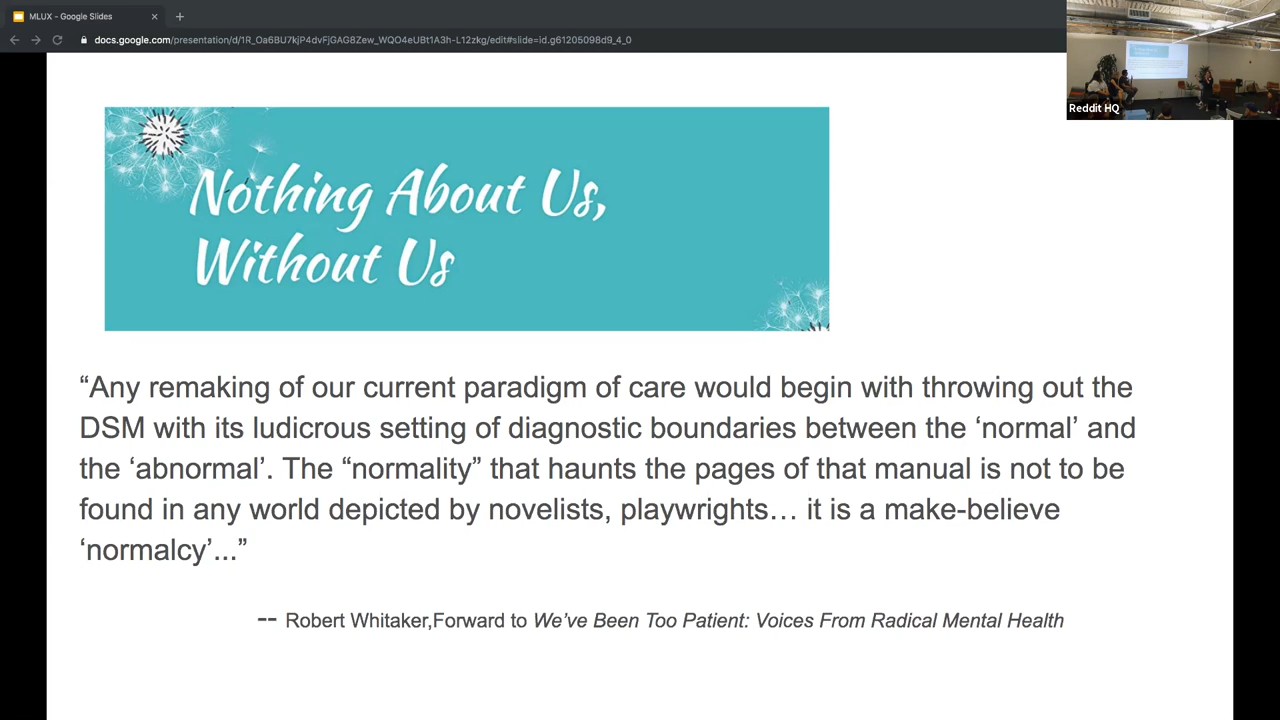 MLUX - Google Slides
docs.google.com/presentation/d/1R_Oa6BU7kjP4dvFjGAG8Zew_WQO4eUBt1A3h-L12zkg/edit#slide=id.g61205098d9_4_0
Reddit HQ
Nothing About Us,
Without Us
“Any remaking of our current paradigm of care would begin with throwing out the
DSM with its ludicrous setting of diagnostic boundaries between the ‘normal’ and
the ‘abnormal’. The “normality” that haunts the pages of that manual is not to be
found in any world depicted by novelists, playwrights… it is a make-believe
‘normalcy’...”
-- Robert Whitaker,Forward to We’ve Been Too Patient: Voices From Radical Mental Health